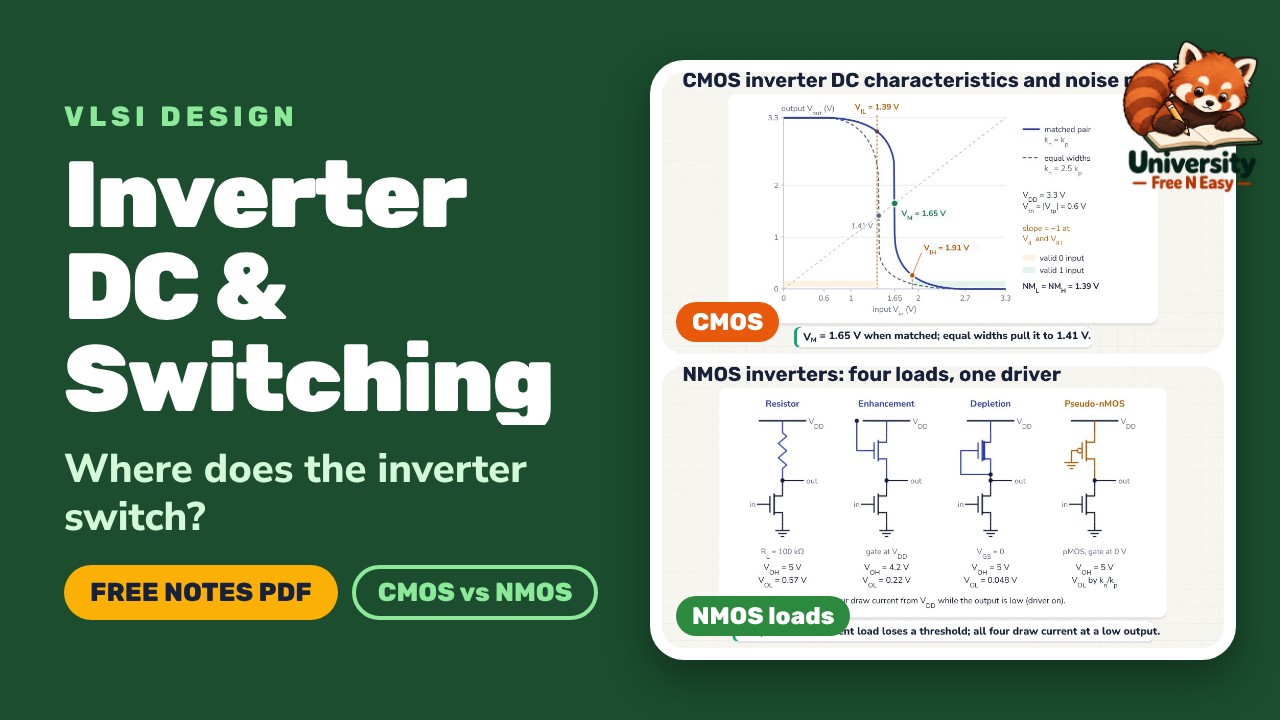 VLSI DESIGN
Inverter
DC &
Switching
Where does the inverter
switch?
FREE NOTES PDF
CMOS vs NMOS
CMOS inverter DC characteristics and noise
University
Free N Easy
output Vout (V)
VIL = 1.39 V
3.3
2
1
0
0
0.6
1
1.65
2
2.7
3.3
input Vin (V)
1.41 V
VM = 1.65 V
VIH = 1.91 V
matched pair
kn = kp
equal widths
kn = 2.5 kp
VDD = 3.3 V
Vtn = |Vtp| = 0.6 V
slope = −1 at
VIL and VIH
valid 0 input
valid 1 input
NML = NMH = 1.39 V
CMOS
VM = 1.65 V when matched; equal widths pull it to 1.41 V.
NMOS inverters: four loads, one driver
Resistor
Enhancement
Depletion
Pseudo-nMOS
VDD
VDD
VDD
VDD
out
out
out
out
in
in
in
in
RL = 100 kΩ
gate at VDD
VGS = 0
pMOS, gate at 0 V
VOH = 5 V
VOH = 4.2 V
VOH = 5 V
VOH = 5 V
VOL = 0.57 V
VOL = 0.22 V
VOL = 0.048 V
VOL by kn/kp
draw current from VDD while the output is low (driver on).
NMOS loads
load loses a threshold; all four draw current at a low output.